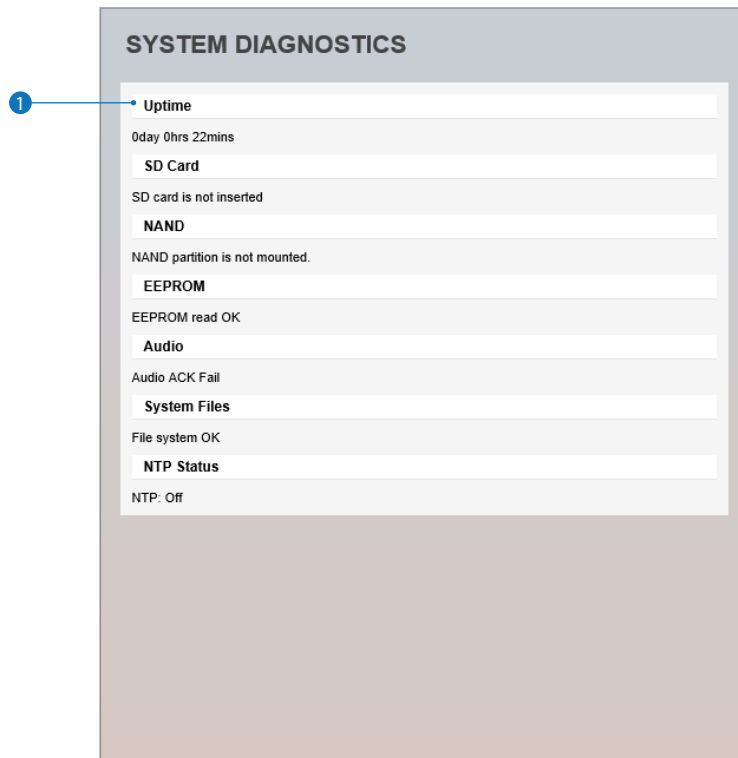 SYSTEM DIAGNOSTICS
1
Uptime
0day 0hrs 22mins
SD Card
SD card is not inserted
NAND
NAND partition is not mounted.
EEPROM
EEPROM read OK
Audio
Audio ACK Fail
System Files
File system OK
NTP Status
NTP: Off